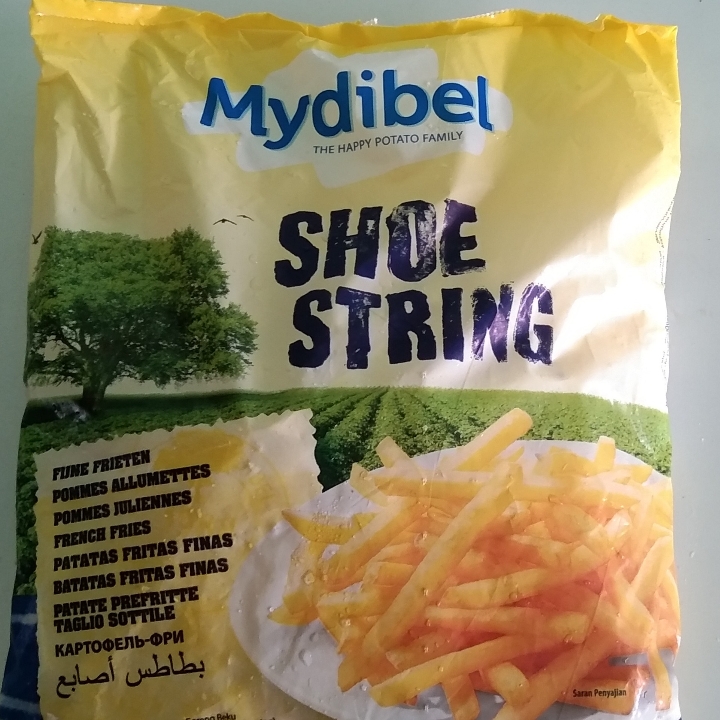 Mydibel
THE HAPPY POTATO FAMILY
SHOE
STRING
FIJNE FRIETEN
POMMES ALLUMETTES
POMMES JULIENNES
FRENCH FRIES
PATATAS FRITAS FINAS
BATATAS FRITAS FINAS
PATATE PREFRITTE
TAGLIO SOTTILE
КАРТОФЕЛЬ-ФРИ
بطاطس أصابع
Saran Penyajian
Beku